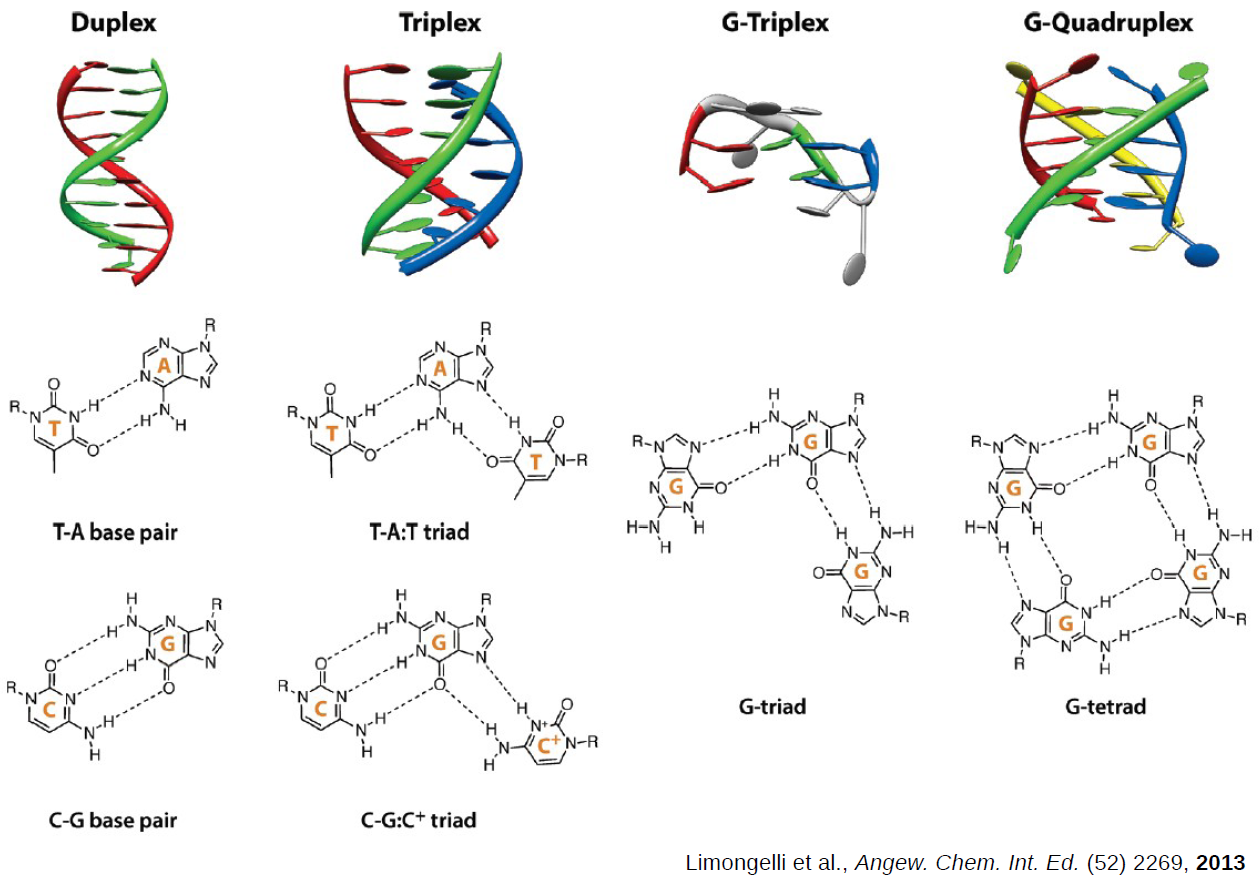 Duplex
Triplex
G-Triplex
G-Quadruplex
R
N
N
A
N
N
O
H
R
N
N
T
O
H
N
H
T-A base pair
R
N
N
A
N
N
O
H
R
N
N
T
O
H
N
H
H
O
N
O
T
N
R
T-A:T triad
H
N
H
N
N
R
G
N
N
H
O
R
N
N
G
N
O
N
H
H
N
H
H
H
N
H
N
O
G
N
N
N
R
G-triad
H
N
H
N
N
R
G
N
N
H
O
R
N
N
G
N
O
N
H
H
N
H
H
H
N
H
N
O
G
N
N
N
R
O
N
N
H
G
N
N
N
H
R
H
G-tetrad
H
N
H
N
N
R
G
N
N
H
O
O
R
N
N
C
N
H
H
C-G base pair
H
N
H
N
N
R
G
N
N
H
O
O
R
N
N
C
N
H
H
H
O
N+
H
N
C+
N
R
H
C-G:C+ triad
Limongelli et al., Angew. Chem. Int. Ed. (52) 2269, 2013